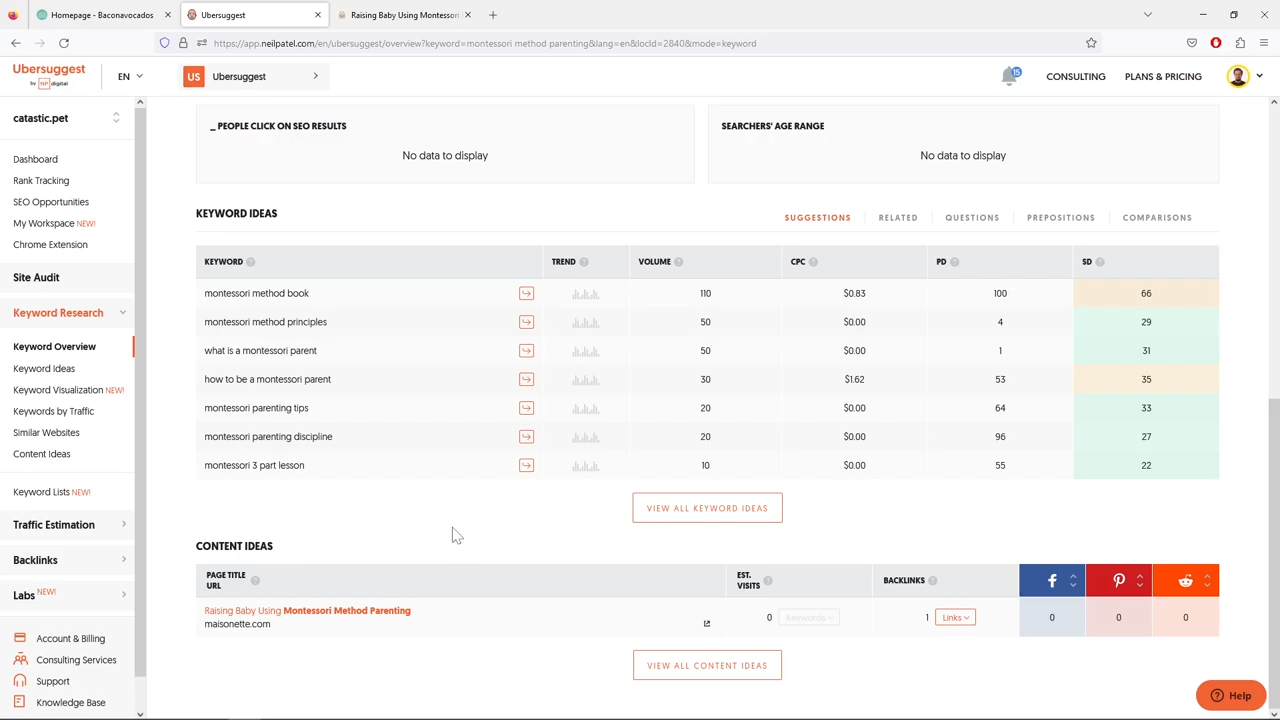 Homepage - Baconavocados
Ubersuggest
Raising Baby Using Montessori
https://app.neilpatel.com/en/ubersuggest/overview?keyword=montessorimethod parenting&lang=en&locId=2840&mode=keyword
Ubersuggest
by NP digital
EN
US Ubersuggest
15
CONSULTING
PLANS & PRICING
catastic.pet
Dashboard
Rank Tracking
SEO Opportunities
My Workspace NEW!
Chrome Extension
Site Audit
Keyword Research
Keyword Overview
Keyword Ideas
Keyword Visualization NEW!
Keywords by Traffic
Similar Websites
Content Ideas
Keyword Lists NEW!
Traffic Estimation
Backlinks
Labs NEW!
Account & Billing
Consulting Services
Support
Knowledge Base
_ PEOPLE CLICK ON SEO RESULTS
No data to display
SEARCHERS' AGE RANGE
No data to display
KEYWORD IDEAS
SUGGESTIONS RELATED QUESTIONS PREPOSITIONS COMPARISONS
KEYWORD ? TREND ? VOLUME ? CPC ? PD ? SD ?
montessori method book 110 $0.83 100 66
montessori method principles 50 $0.00 4 29
what is a montessori parent 50 $0.00 1 31
how to be a montessori parent 30 $1.62 53 35
montessori parenting tips 20 $0.00 64 33
montessori parenting discipline 20 $0.00 96 27
montessori 3 part lesson 10 $0.00 55 22
VIEW ALL KEYWORD IDEAS
CONTENT IDEAS
PAGE TITLE
URL ?
EST.
VISITS ?
BACKLINKS ?
Raising Baby Using Montessori Method Parenting
maisonette.com
0 Keywords 1 Links 0 0 0
VIEW ALL CONTENT IDEAS
? Help